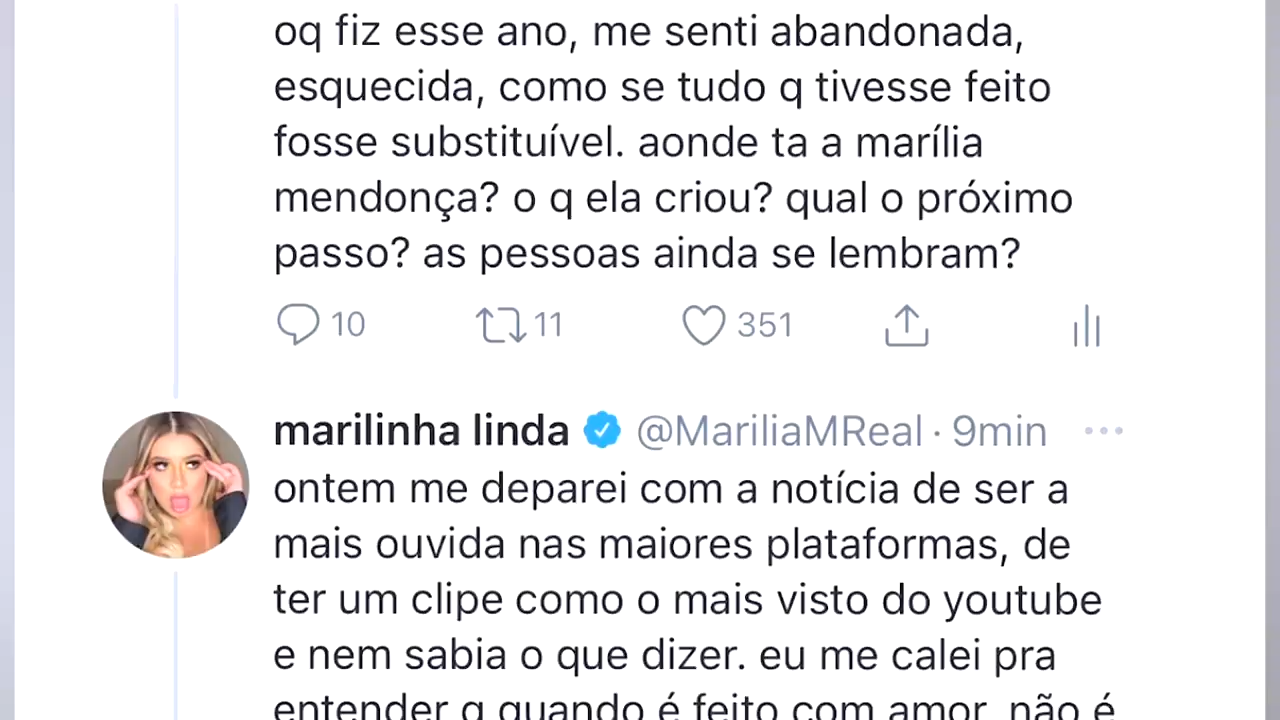 oq fiz esse ano, me senti abandonada,
esquecida, como se tudo q tivesse feito
fosse substituível. aonde ta a marília
mendonça? o q ela criou? qual o próximo
passo? as pessoas ainda se lembram?
10 11 351
marilinha linda @MariliaMReal · 9min
ontem me deparei com a notícia de ser a
mais ouvida nas maiores plataformas, de
ter um clipe como o mais visto do youtube
e nem sabia o que dizer. eu me calei pra
entender q quando é feito com amor, não é